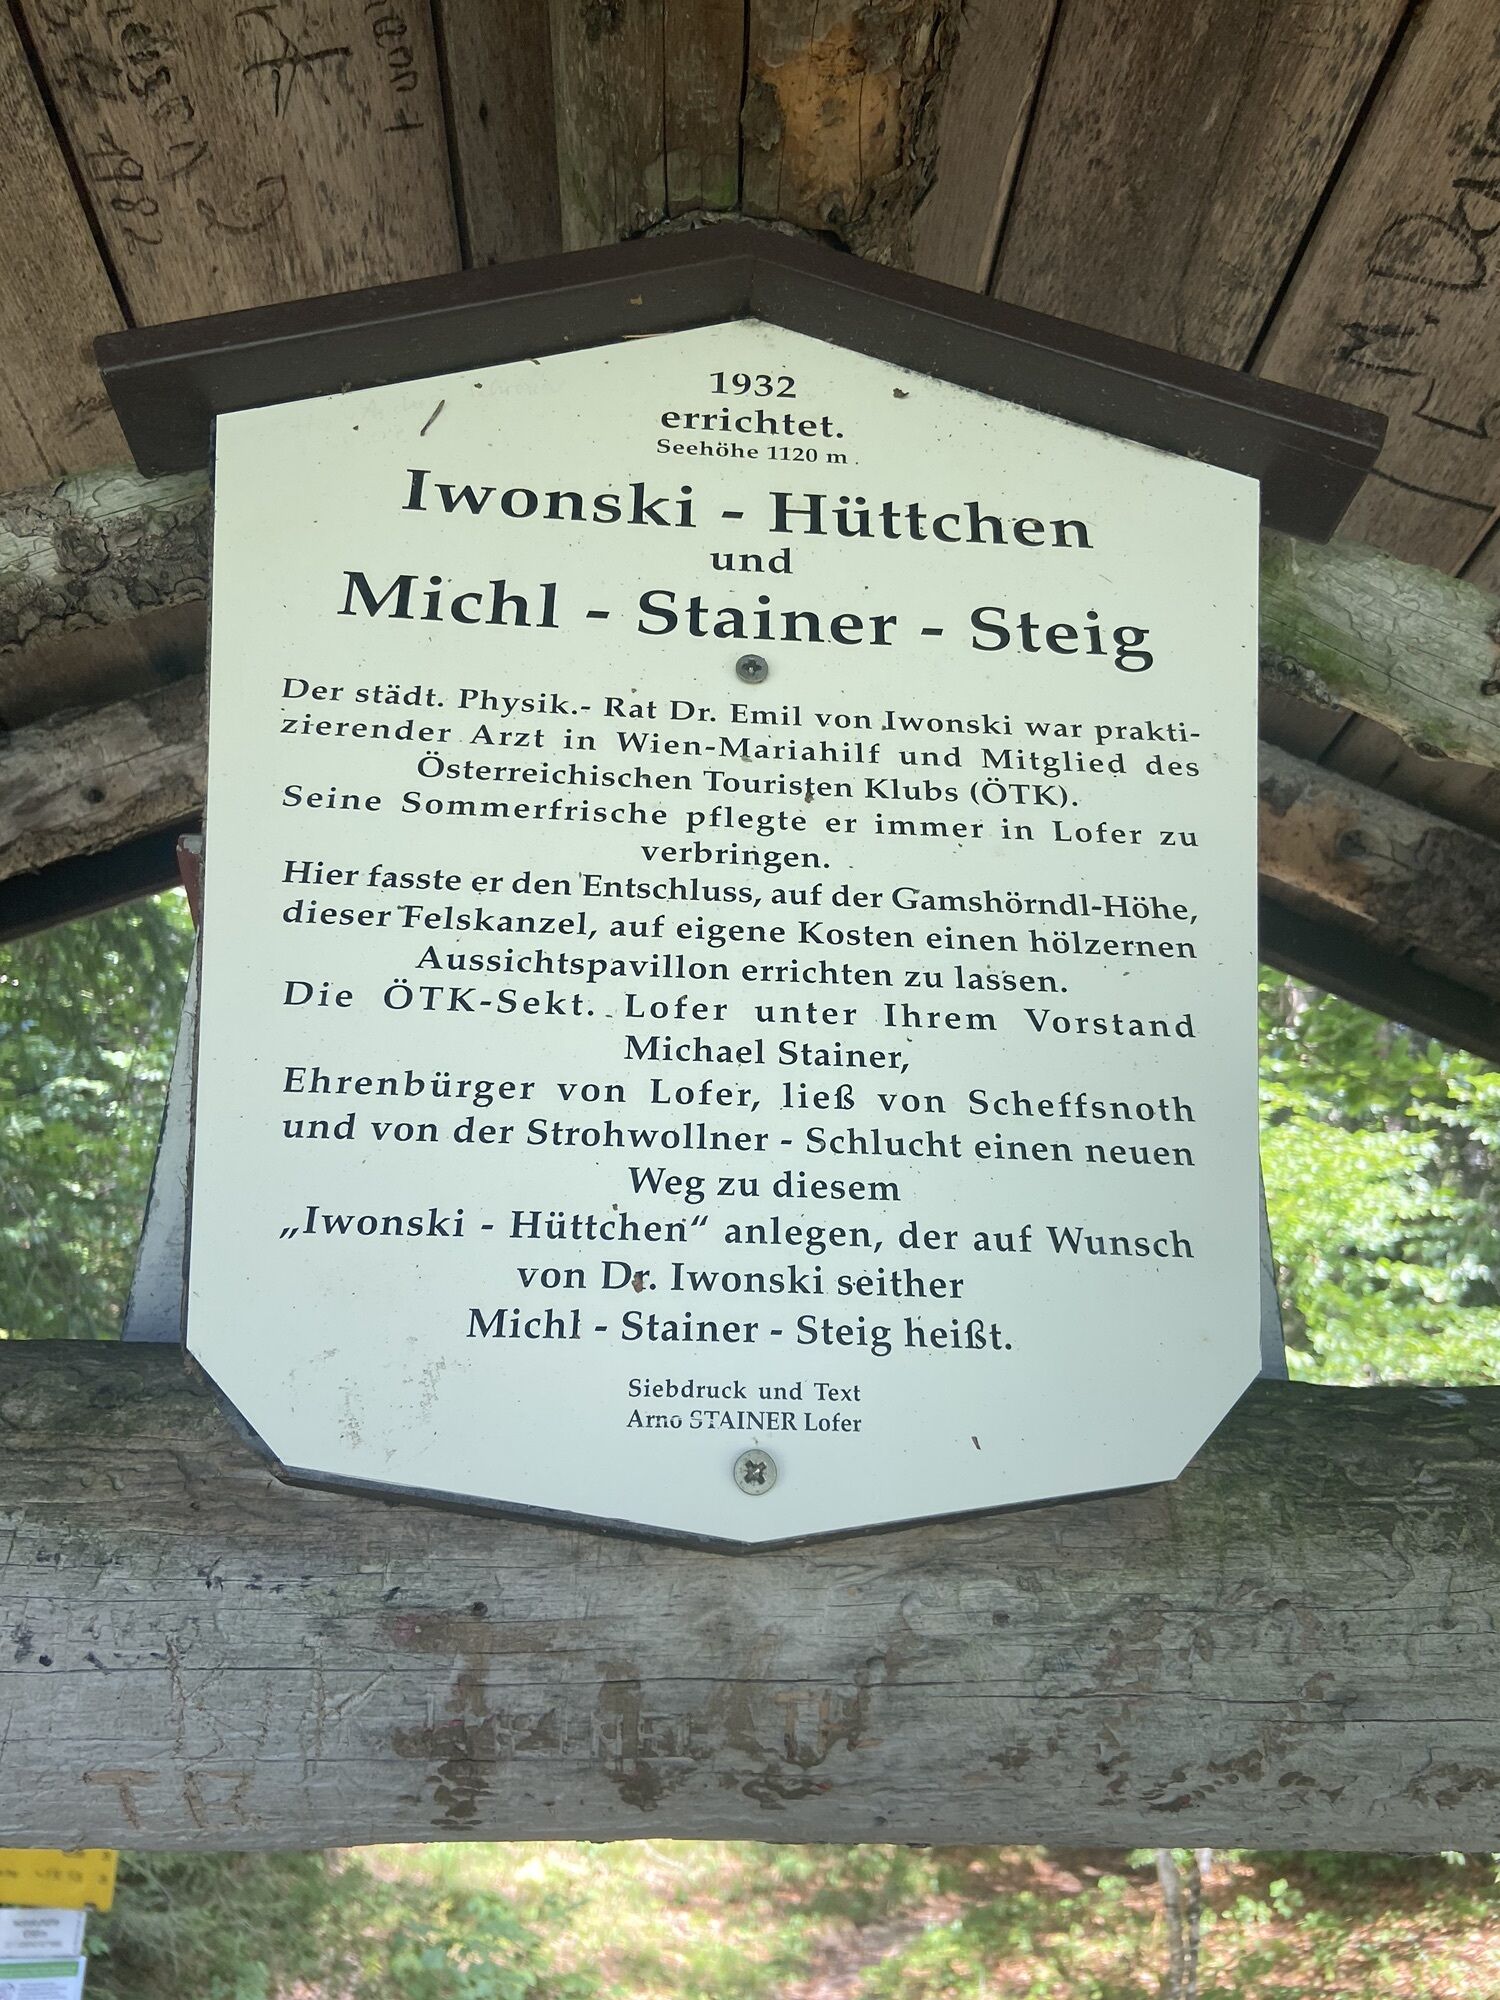 1932
errichtet.
Seehöhe 1120 m
Iwonski - Hüttchen
und
Michl - Stainer - Steig
Der städt. Physik.- Rat Dr. Emil von Iwonski war prakti-
zierender Arzt in Wien-Mariahilf und Mitglied des
Österreichischen Touristen Klubs (ÖTK).
Seine Sommerfrische pflegte er immer in Lofer zu
verbringen.
Hier fasste er den Entschluss, auf der Gamshörndl-Höhe,
dieser Felskanzel, auf eigene Kosten einen hölzernen
Aussichtspavillon errichten zu lassen.
Die ÖTK-Sekt. Lofer unter Ihrem Vorstand
Michael Stainer,
Ehrenbürger von Lofer, ließ von Scheffsnoth
und von der Strohwollner - Schlucht einen neuen
Weg zu diesem
„Iwonski - Hüttchen“ anlegen, der auf Wunsch
von Dr. Iwonski seither
Michl - Stainer - Steig heißt.
Siebdruck und Text
Arno STAINER Lofer
TR